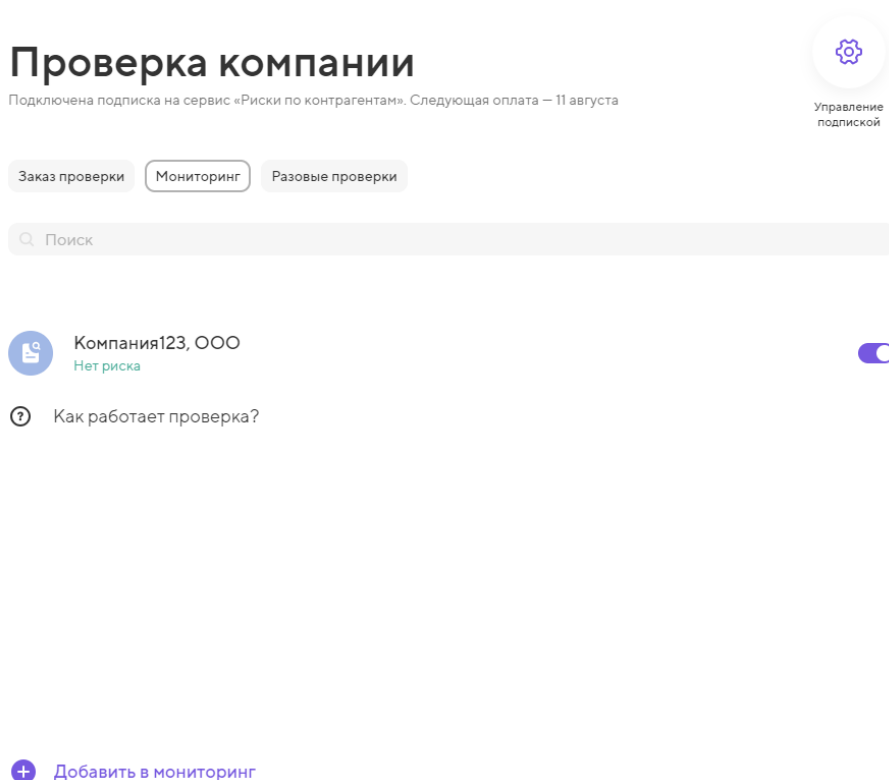 Проверка компании
Подключена подписка на сервис «Риски по контрагентам». Следующая оплата — 11 августа
Управление
подпиской
Заказ проверки
Мониторинг
Разовые проверки
Поиск
Компания123, ООО
Нет риска
Как работает проверка?
Добавить в мониторинг